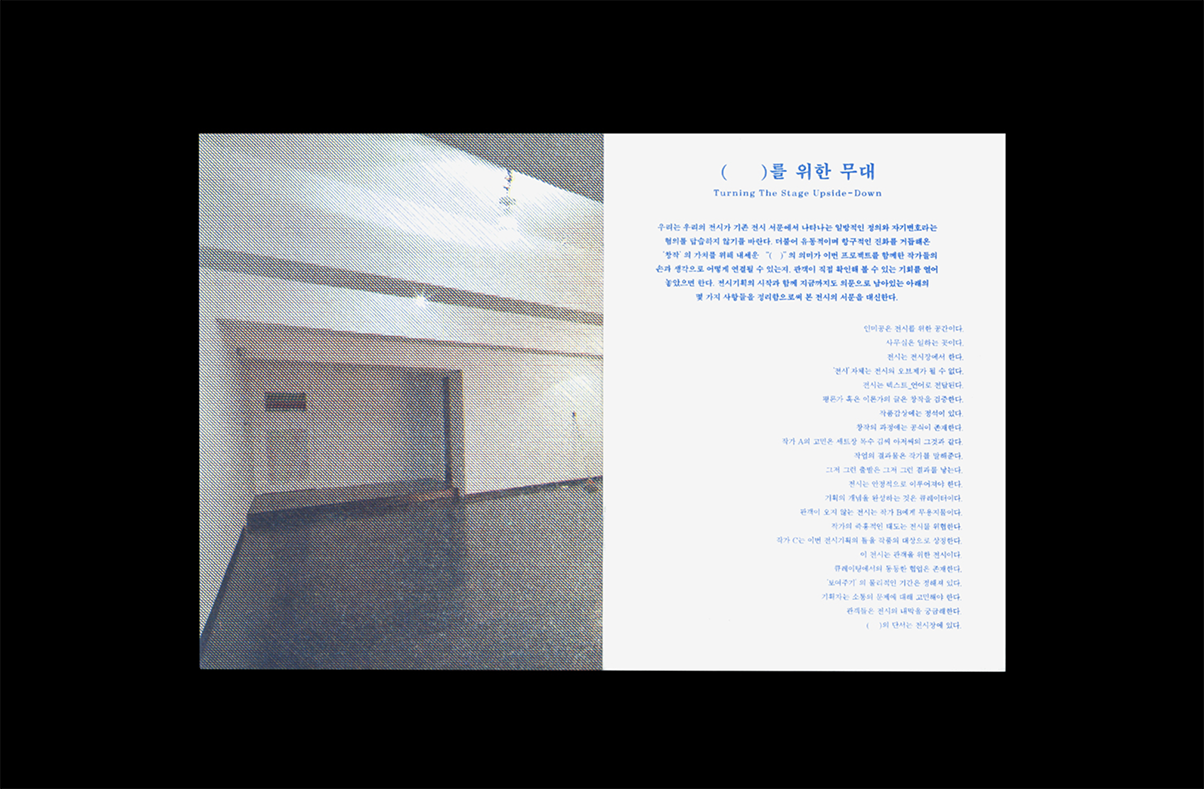 (    )를 위한 무대
Turning The Stage Upside-Down
우리는 우리의 전시가 기존 전시 서문에서 나타나는 일방적인 정의와 자기변호라는
혐의를 답습하지 않기를 바란다. 더불어 유동적이며 항구적인 진화를 거듭해온
'창작' 의 가치를 위해 내세운 "(   )"의 의미가 이번 프로젝트를 함께한 작가들의
손과 생각으로 어떻게 연결될 수 있는지, 관객이 직접 확인해 볼 수 있는 기회를 열어
놓았으면 한다. 전시기획의 시작과 함께 지금까지도 의문으로 남아있는 아래의
몇 가지 사항들을 정리함으로써 본 전시의 서문을 대신한다.
인미공은 전시를 위한 공간이다.
사무실은 일하는 곳이다.
전시는 전시장에서 한다.
'전시' 자체는 전시의 오브제가 될 수 없다.
전시는 텍스트_언어로 전달된다.
평론가 혹은 이론가의 글은 창작을 검증한다.
작품감상에는 정석이 있다.
창작의 과정에는 공식이 존재한다.
작가 A의 고민은 세트장 목수 김씨 아저씨의 그것과 같다.
작업의 결과물은 작가를 말해준다.
그저 그런 출발은 그저 그런 결과를 낳는다.
전시는 안정적으로 이루어져야 한다.
기획의 개념을 완성하는 것은 큐레이터이다.
관객이 오지 않는 전시는 작가 B에게 무용지물이다.
작가의 즉흥적인 태도는 전시를 위협한다.
작가 C는 이번 전시기획의 틀을 작품의 대상으로 상정한다.
이 전시는 관객을 위한 전시이다.
큐레이팅에서의 동등한 협업은 존재한다.
'보여주기' 의 물리적인 기간은 정해져 있다.
기획자는 소통의 문제에 대해 고민해야 한다.
관객들은 전시의 내막을 궁금해한다.
(    )의 단서는 전시장에 있다.